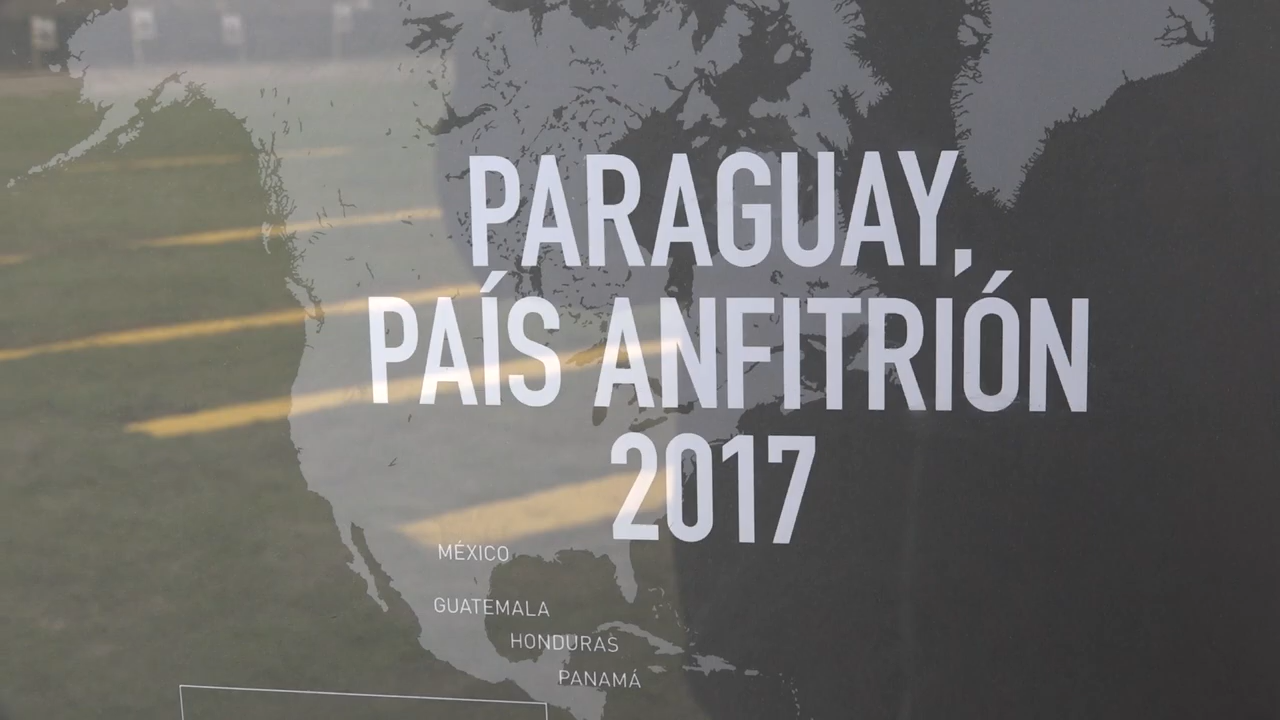 PARAGUAY,
PAÍS ANFITRIÓN
2017
MÉXICO
GUATEMALA
HONDURAS
PANAMÁ